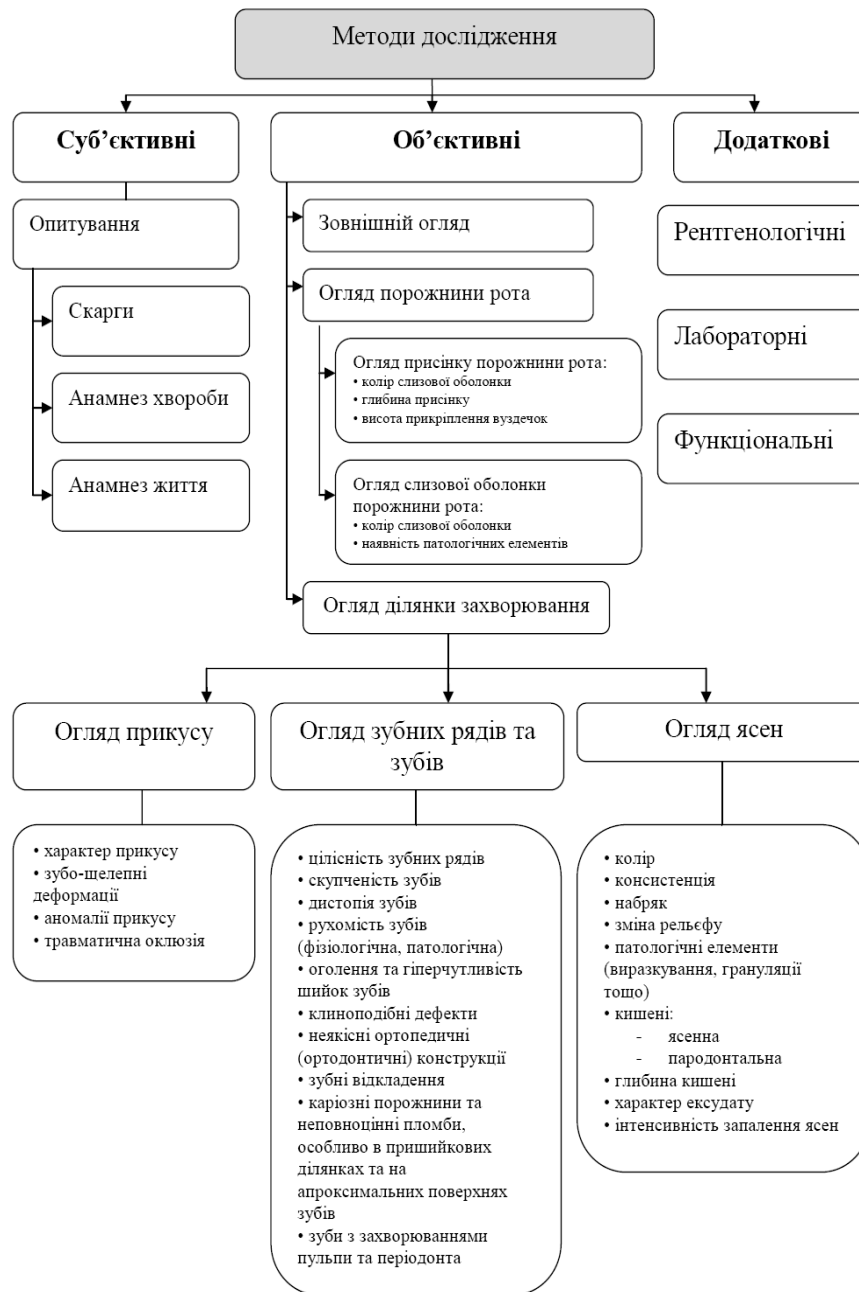 Методи дослідження
Суб’єктивні
Опитування
Скарги
Анамнез хвороби
Анамнез життя
Об’єктивні
Зовнішній огляд
Огляд порожнини рота
Огляд присінку порожнини рота:
• колір слизової оболонки
• глибина присінку
• висота прикріплення вуздечок
Огляд слизової оболонки
порожнини рота:
• колір слизової оболонки
• наявність патологічних елементів
Огляд ділянки захворювання
Додаткові
Рентгенологічні
Лабораторні
Функціональні
Огляд прикусу
• характер прикусу
• зубо-щелепні
деформації
• аномалії прикусу
• травматична оклюзія
Огляд зубних рядів та
зубів
• цілісність зубних рядів
• скупченість зубів
• дистопія зубів
• рухомість зубів
(фізіологічна, патологічна)
• оголення та гіперчутливість
шийок зубів
• клиноподібні дефекти
• неякісні ортопедичні
(ортодонтичні) конструкції
• зубні відкладення
• каріозні порожнини та
неповноцінні пломби,
особливо в пришийкових
ділянках та на
апроксимальних поверхнях
зубів
• зуби з захворюваннями
пульпи та періодонта
Огляд ясен
• колір
• консистенція
• набряк
• зміна рельєфу
• патологічні елементи
(виразкування, грануляції
тощо)
• кишені:
- ясенна
- пародонтальна
• глибина кишені
• характер ексудату
• інтенсивність запалення ясен